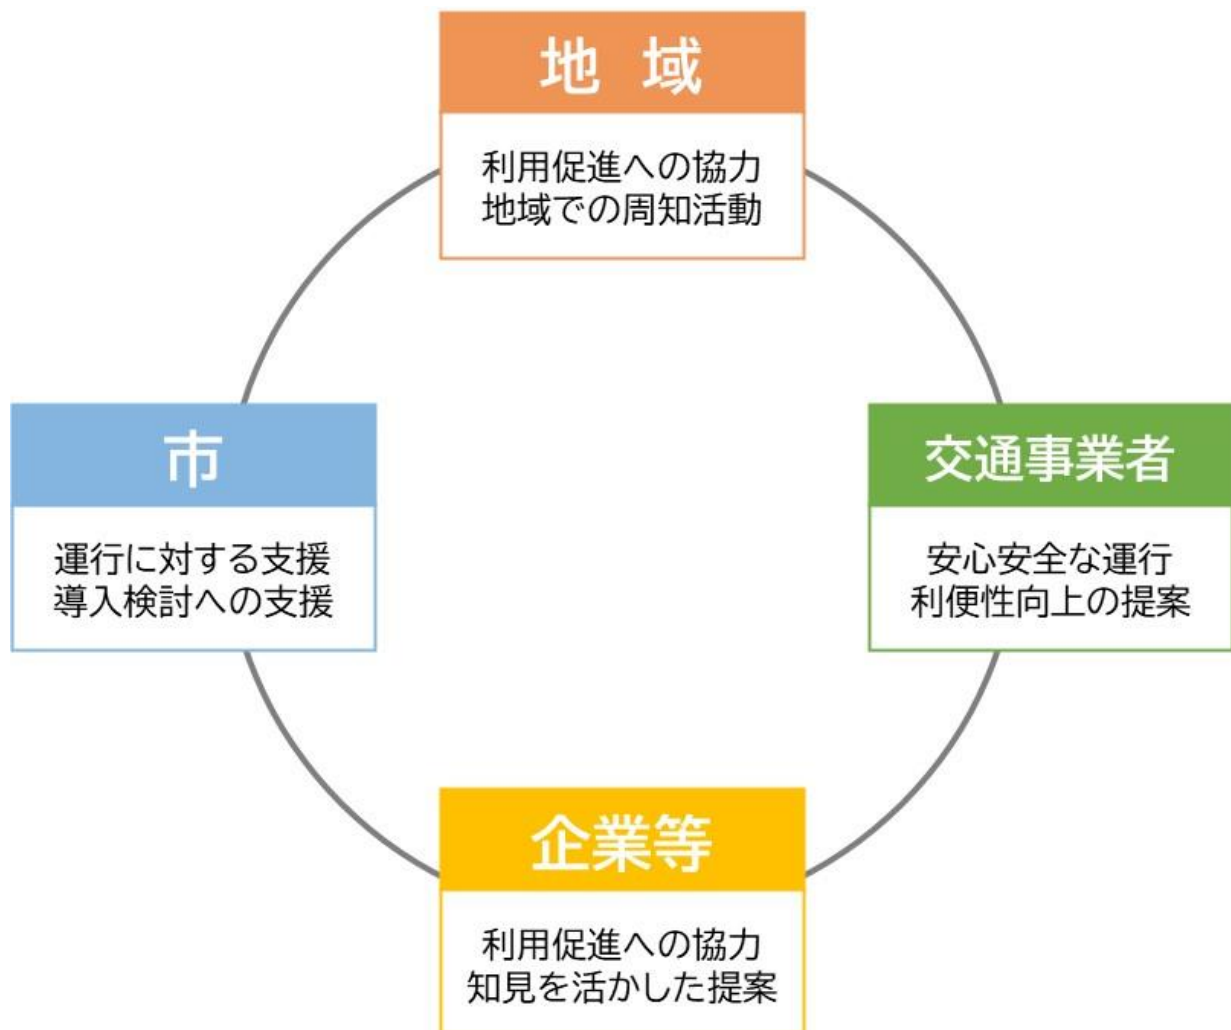 地域
利用促進への協力
地域での周知活動
市
運行に対する支援
導入検討への支援
交通事業者
安心安全な運行
利便性向上の提案
企業等
利用促進への協力
知見を活かした提案